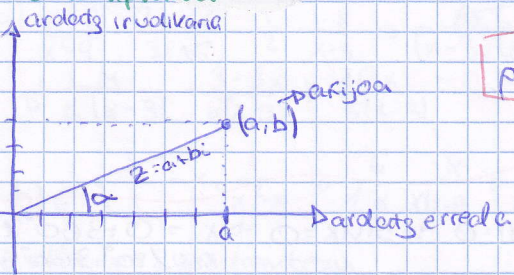 ardatz irudikaria
afijoa
(a,b)
z=a+bi
α
a
ardatz erreala